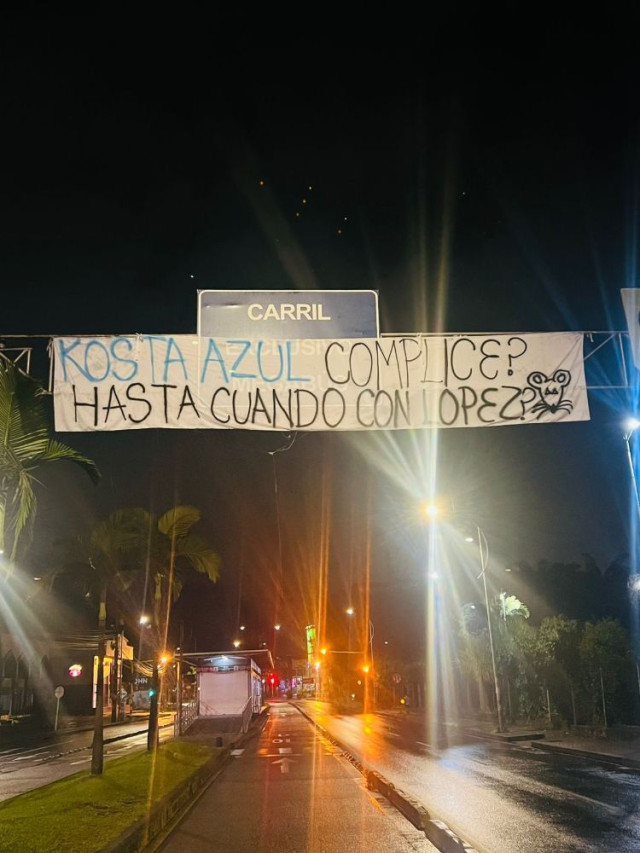 CARRIL
KOSTA AZUL COMPLICE?
HASTA CUANDO CON LOPEZ?